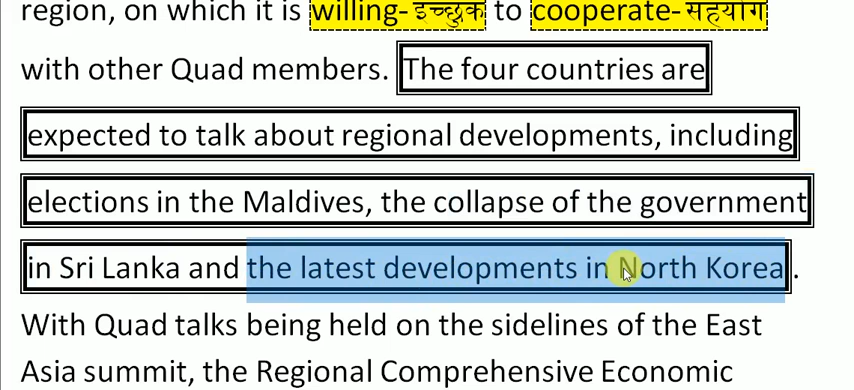 region, on which it is willing- इच्छुक to cooperate- सहयोग
with other Quad members. The four countries are
expected to talk about regional developments, including
elections in the Maldives, the collapse of the government
in Sri Lanka and the latest developments in North Korea.
With Quad talks being held on the sidelines of the East
Asia summit, the Regional Comprehensive Economic